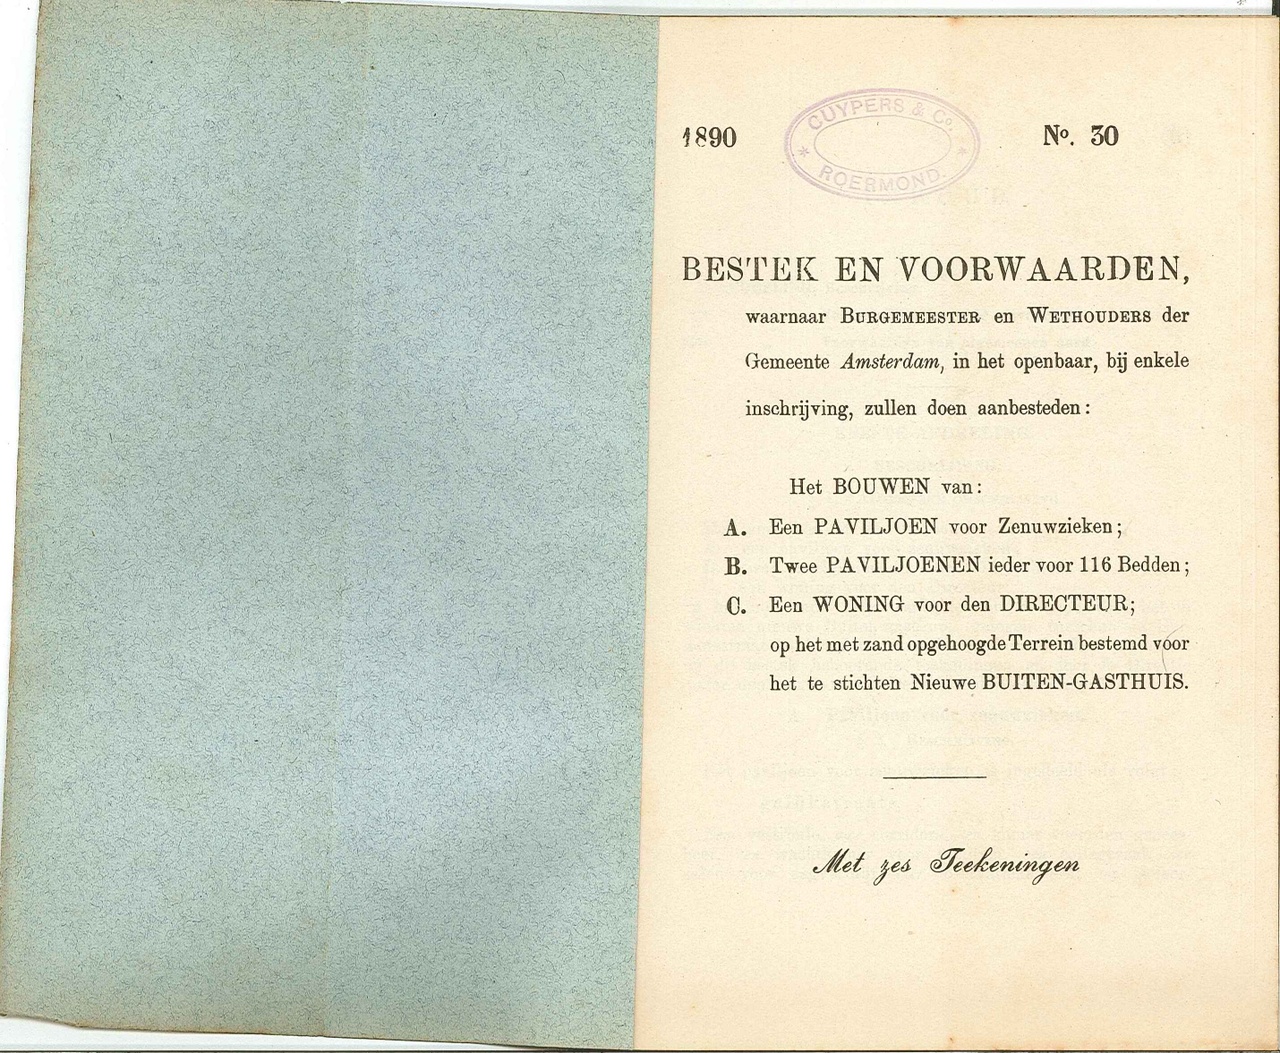 1890
CUYPERS & Co.
* *
ROERMOND.
No. 30
BESTEK EN VOORWAARDEN,
waarnaar BURGEMEESTER en WETHOUDERS der
Gemeente Amsterdam, in het openbaar, bij enkele
inschrijving, zullen doen aanbesteden:
Het BOUWEN van:
A. Een PAVILJOEN voor Zenuwzieken;
B. Twee PAVILJOENEN ieder voor 116 Bedden;
C. Een WONING voor den DIRECTEUR;
op het met zand opgehoogde Terrein bestemd voor
het te stichten Nieuwe BUITEN-GASTHUIS.
Met zes Teekeningen